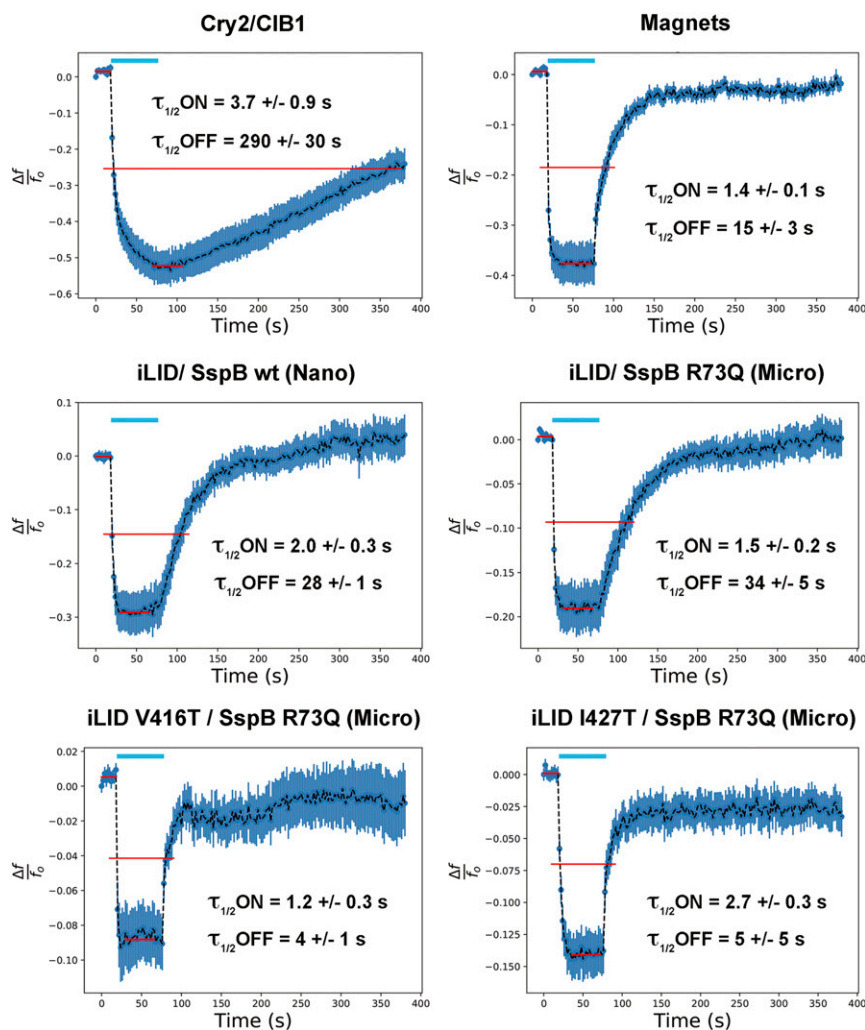 Cry2/CIB1
0.0
−0.1
−0.2
−0.3
−0.4
−0.5
−0.6
Δf
f₀
τ1/2ON = 3.7 +/- 0.9 s
τ1/2OFF = 290 +/- 30 s
0 50 100 150 200 250 300 350 400
Time (s)
Magnets
0.0
−0.1
−0.2
−0.3
−0.4
Δf
f₀
τ1/2ON = 1.4 +/- 0.1 s
τ1/2OFF = 15 +/- 3 s
0 50 100 150 200 250 300 350 400
Time (s)
iLID/ SspB wt (Nano)
0.1
0.0
−0.1
−0.2
−0.3
Δf
f₀
τ1/2ON = 2.0 +/- 0.3 s
τ1/2OFF = 28 +/- 1 s
0 50 100 150 200 250 300 350 400
Time (s)
iLID/ SspB R73Q (Micro)
0.00
−0.05
−0.10
−0.15
−0.20
Δf
f₀
τ1/2ON = 1.5 +/- 0.2 s
τ1/2OFF = 34 +/- 5 s
0 50 100 150 200 250 300 350 400
Time (s)
iLID V416T / SspB R73Q (Micro)
0.02
0.00
−0.02
−0.04
−0.06
−0.08
−0.10
Δf
f₀
τ1/2ON = 1.2 +/- 0.3 s
τ1/2OFF = 4 +/- 1 s
0 50 100 150 200 250 300 350 400
Time (s)
iLID I427T / SspB R73Q (Micro)
0.000
−0.025
−0.050
−0.075
−0.100
−0.125
−0.150
Δf
f₀
τ1/2ON = 2.7 +/- 0.3 s
τ1/2OFF = 5 +/- 5 s
0 50 100 150 200 250 300 350 400
Time (s)